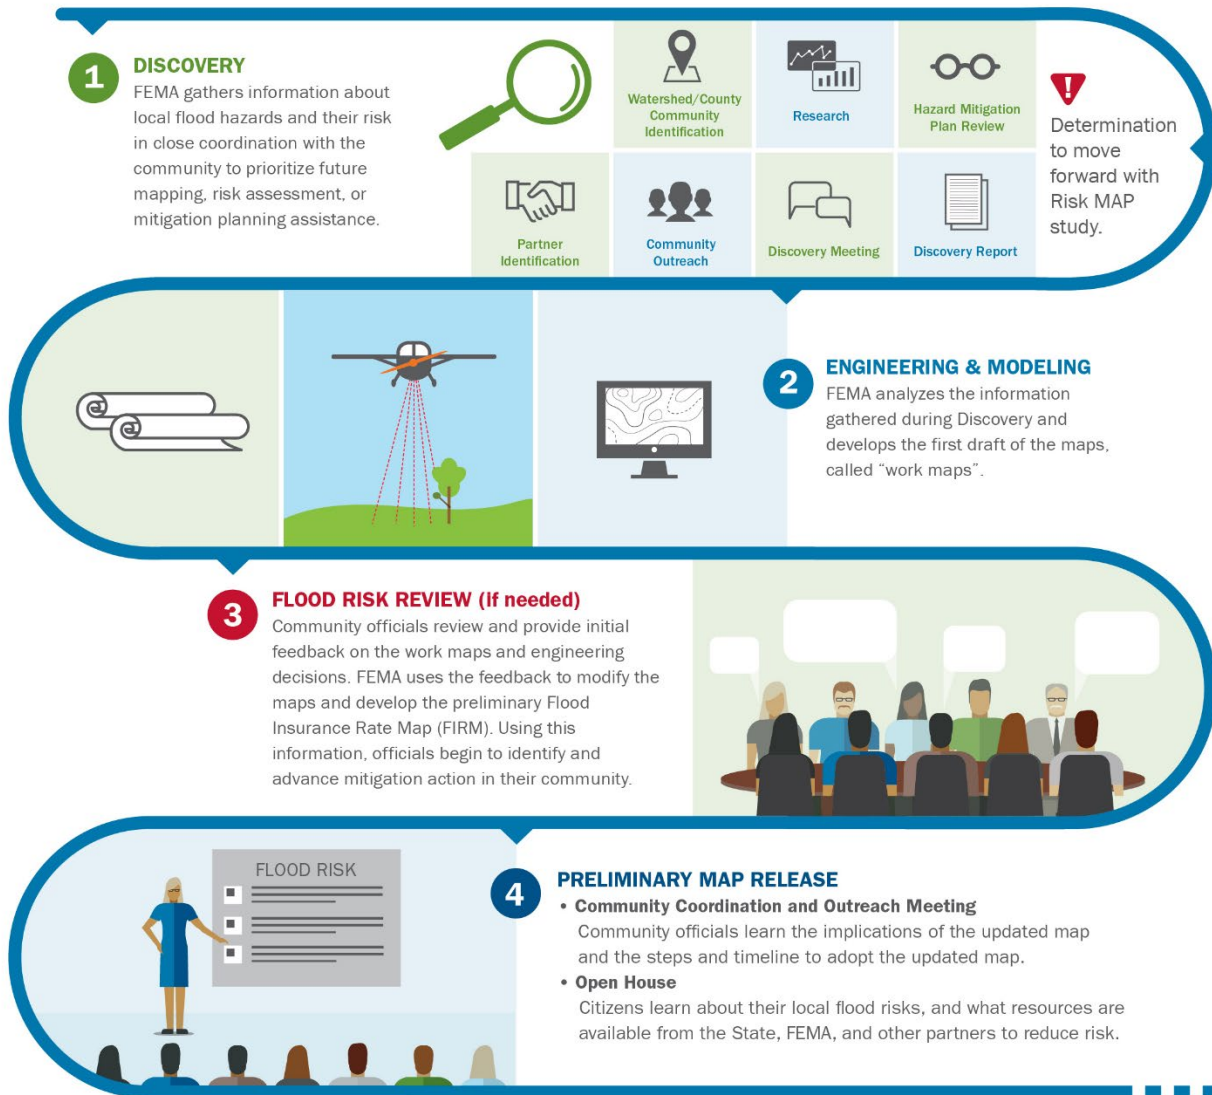 1
DISCOVERY
FEMA gathers information about
local flood hazards and their risk
in close coordination with the
community to prioritize future
mapping, risk assessment, or
mitigation planning assistance.
Watershed/County
Community
Identification
Research
Hazard Mitigation
Plan Review
Partner
Identification
Community
Outreach
Discovery Meeting
Discovery Report
!
Determination
to move
forward with
Risk MAP
study.
2
ENGINEERING & MODELING
FEMA analyzes the information
gathered during Discovery and
develops the first draft of the maps,
called “work maps”.
3
FLOOD RISK REVIEW (if needed)
Community officials review and provide initial
feedback on the work maps and engineering
decisions. FEMA uses the feedback to modify the
maps and develop the preliminary Flood
Insurance Rate Map (FIRM). Using this
information, officials begin to identify and
advance mitigation action in their community.
FLOOD RISK
4
PRELIMINARY MAP RELEASE
• Community Coordination and Outreach Meeting
Community officials learn the implications of the updated map
and the steps and timeline to adopt the updated map.
• Open House
Citizens learn about their local flood risks, and what resources are
available from the State, FEMA, and other partners to reduce risk.